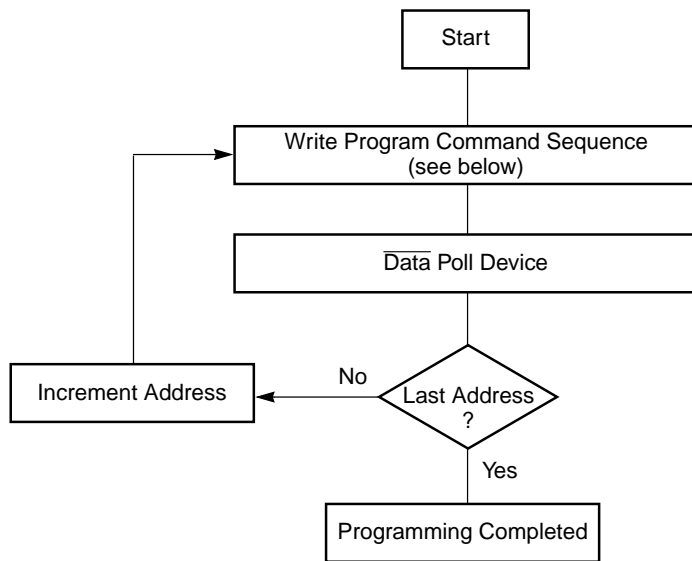 Start
Write Program Command Sequence
(see below)
Data Poll Device
No
Increment Address
Last Address
?
Yes
Programming Completed